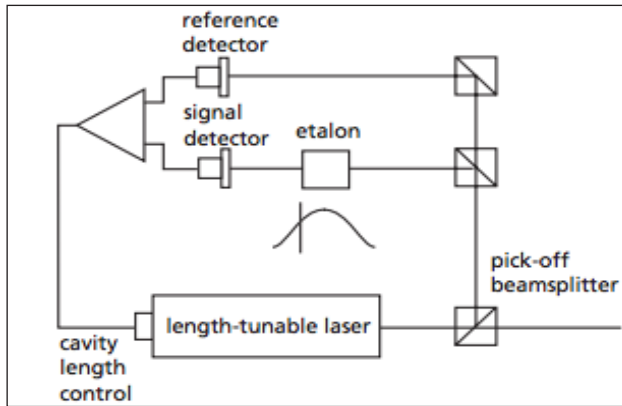 reference
detector
signal
detector
etalon
pick-off
beamsplitter
length-tunable laser
cavity
length
control